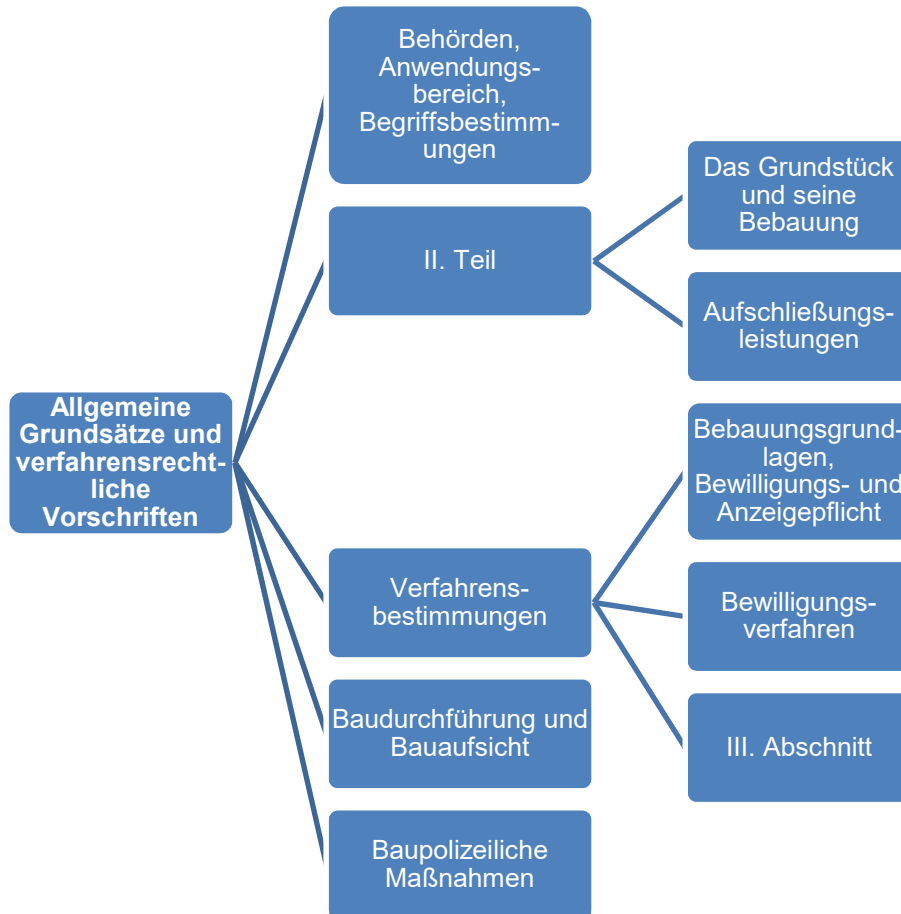 Allgemeine
Grundsätze und
verfahrensrecht-
liche
Vorschriften
Behörden,
Anwendungs-
bereich,
Begriffsbestimm-
ungen
II. Teil
Das Grundstück
und seine
Bebauung
Aufschließungs-
leistungen
Verfahrens-
bestimmungen
Bebauungsgrund-
lagen,
Bewilligungs- und
Anzeigepflicht
Bewilligungs-
verfahren
III. Abschnitt
Baudurchführung und
Bauaufsicht
Baupolizeiliche
Maßnahmen